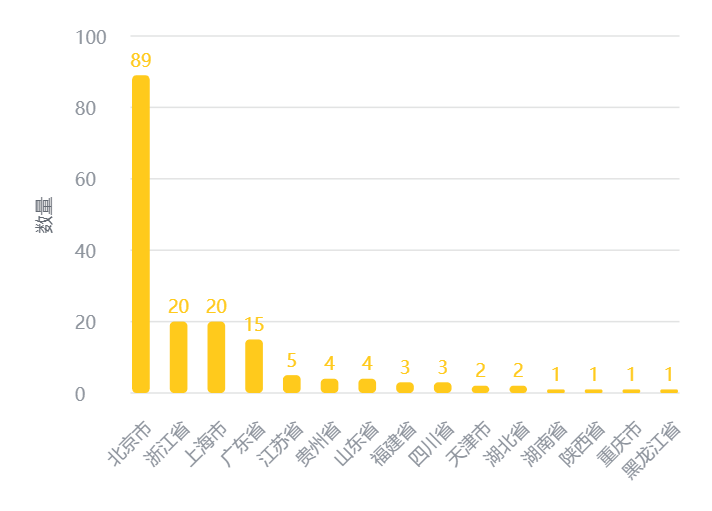 100
80
60
40
20
0
数量
89
20
20
15
5
4
4
3
3
2
2
1
1
1
1
北京市
浙江省
上海市
广东省
江苏省
贵州省
山东省
福建省
四川省
天津市
湖北省
湖南省
陕西省
重庆市
黑龙江省